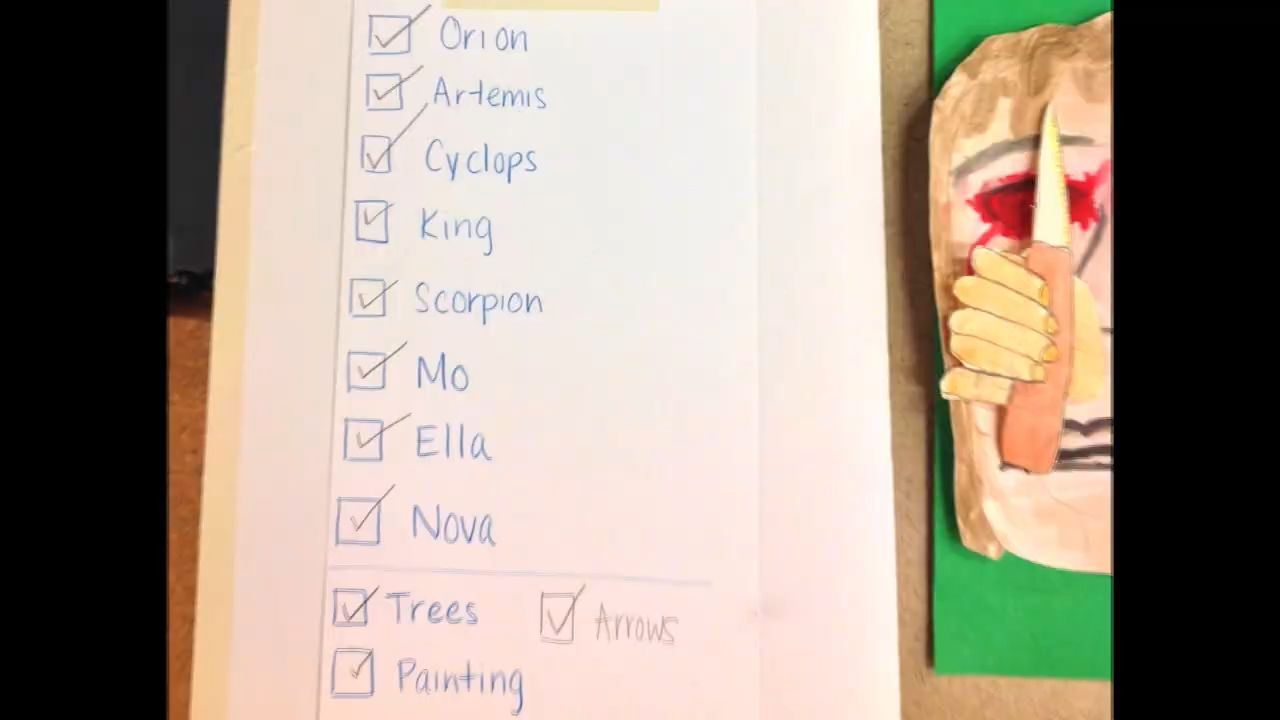 Orion
Artemis
Cyclops
King
Scorpion
Mo
Ella
Nova
Trees Arrows
Painting